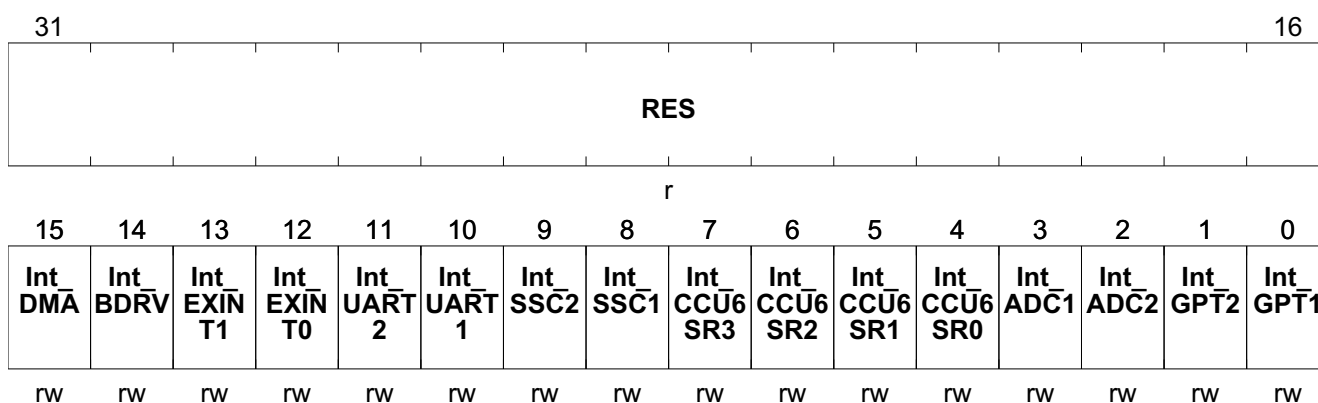 31 16
RES
r
15 14 13 12 11 10 9 8 7 6 5 4 3 2 1 0
Int_ Int_ Int_ Int_ Int_ Int_ Int_ Int_ Int_ Int_ Int_ Int_ Int_ Int_ Int_ Int_
DMA BDRV EXIN EXIN UART UART SSC2 SSC1 CCU6 CCU6 CCU6 CCU6 ADC1 ADC2 GPT2 GPT1
T1 T0 2 1 SR3 SR2 SR1 SR0
rw rw rw rw rw rw rw rw rw rw rw rw rw rw rw rw